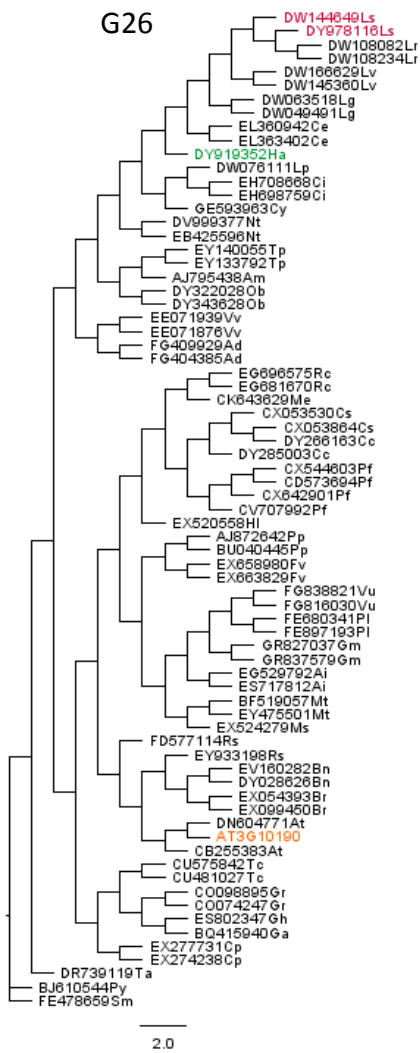 G26
DW144649Ls
DY978116Ls
DW108082Lr
DW108234Lr
DW166629Lv
DW145360Lv
DW063518Lg
DW049491Lg
EL360942Ce
EL363402Ce
DY919352Ha
DW076111Lp
EH708668Ci
EH698759Ci
GE593963Cy
DV999377Nt
EB425596Nt
EY140055Tp
EY133792Tp
AJ795438Am
DY322028Ob
DY343628Ob
EE071939Vv
EE071876Vv
FG409929Ad
FG404385Ad
EG696575Rc
EG681670Rc
CK643629Me
CX053530Cs
CX053864Cs
DY266163Cc
DY285003Cc
CX544603Pf
CD573694Pf
CX642901Pf
CV707992Pf
EX520558Hl
AJ872642Pp
BU040445Pp
EX658980Fv
EX663829Fv
FG838821Vu
FG816030Vu
FE680341Pl
FE897193Pl
GR827037Gm
GR837579Gm
EG529792Ai
ES717812Ai
BF519057Mt
EY475501Mt
EX524279Ms
FD577114Rs
EY933198Rs
EV160282Bn
DY028626Bn
EX054393Br
EX099450Br
DN604771At
AT3G10190
CB255383At
CU575842Tc
CU481027Tc
CO098895Gr
CO074247Gr
ES802347Gh
BQ415940Ga
EX277731Cp
EX274238Cp
DR739119Ta
BJ610544Py
FE478659Sm
2.0